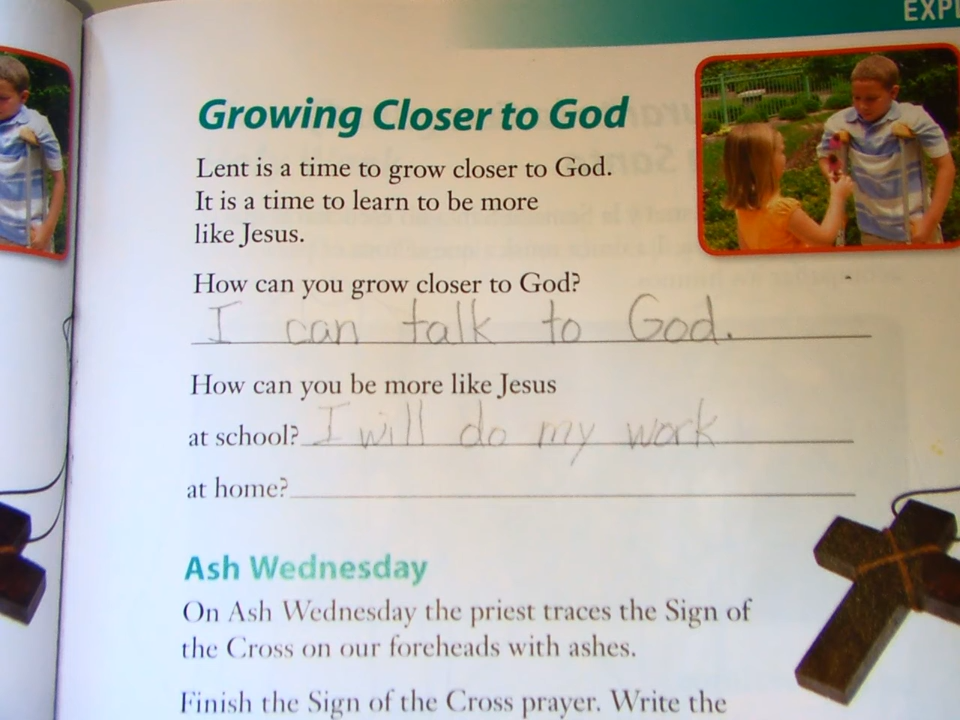 EXPL
Growing Closer to God
Lent is a time to grow closer to God.
It is a time to learn to be more
like Jesus.
How can you grow closer to God?
I can talk to God.
How can you be more like Jesus
at school? I will do my work
at home?
Ash Wednesday
On Ash Wednesday the priest traces the Sign of
the Cross on our foreheads with ashes.
Finish the Sign of the Cross prayer. Write the